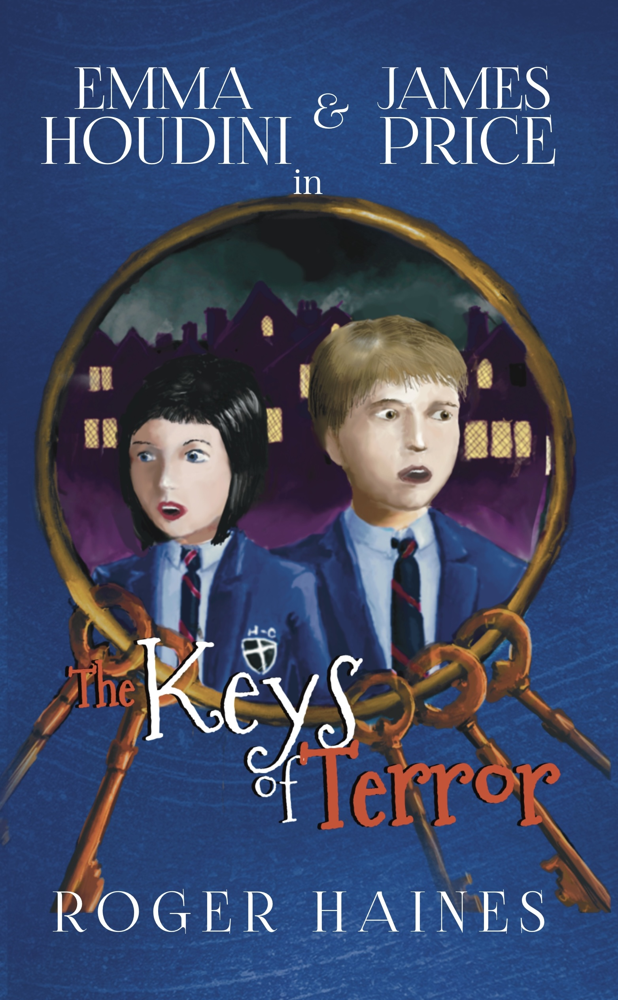 EMMA
HOUDINI
&
JAMES
PRICE
in
H-C
The Keys
of Terror
ROGER HAINES